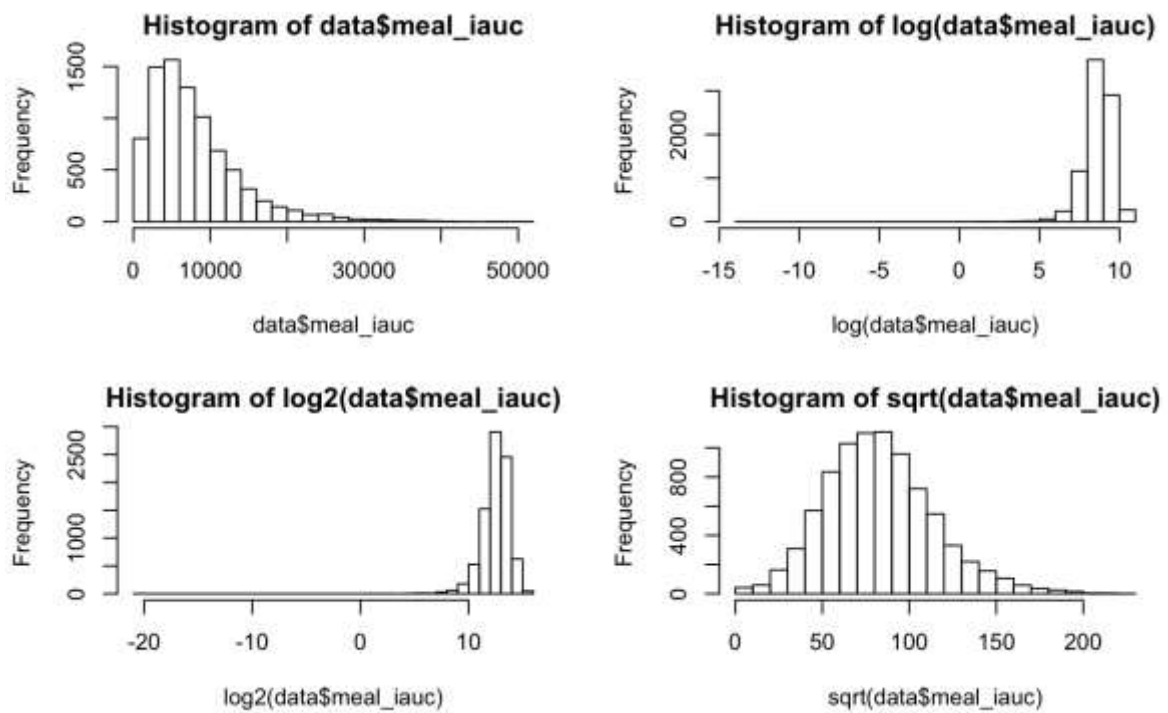 Histogram of data$meal_iauc
Frequency
0 500 1500
0 10000 30000 50000
data$meal_iauc
Histogram of log(data$meal_iauc)
Frequency
0 2000
-15 -10 -5 0 5 10
log(data$meal_iauc)
Histogram of log2(data$meal_iauc)
Frequency
0 1000 2500
-20 -10 0 10
log2(data$meal_iauc)
Histogram of sqrt(data$meal_iauc)
Frequency
0 400 800
0 50 100 150 200
sqrt(data$meal_iauc)